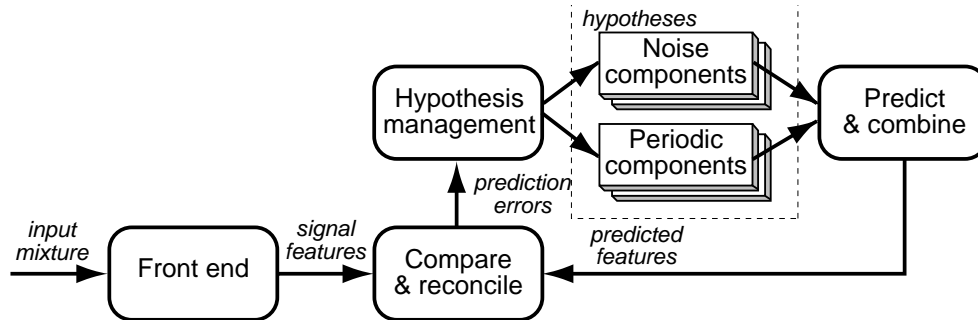 hypotheses
Noise
components
Hypothesis
management
Predict
& combine
Periodic
components
prediction
errors
input
mixture
signal
features
predicted
features
Front end
Compare
& reconcile